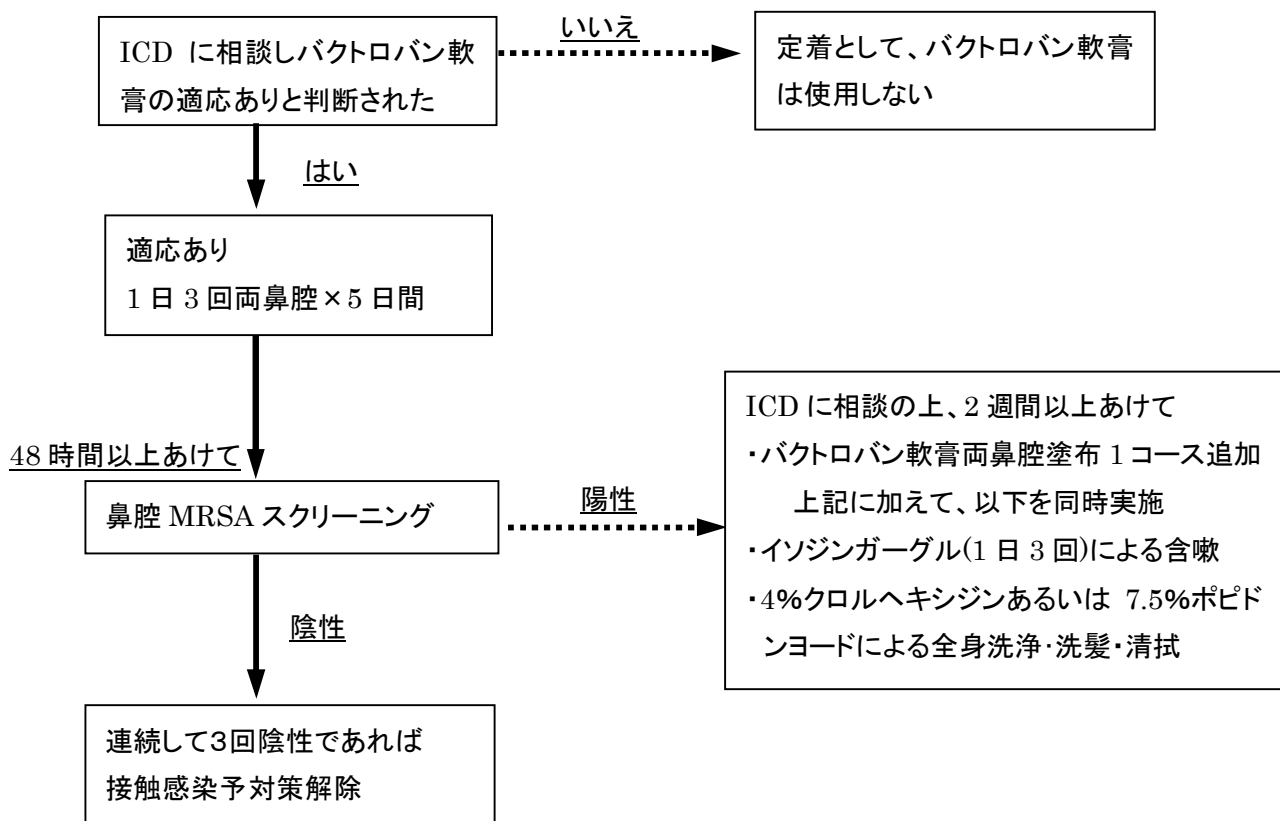 ICD に相談しバクトロバン軟
膏の適応ありと判断された
いいえ
定着として、バクトロバン軟膏
は使用しない
はい
適応あり
1 日 3 回両鼻腔×5 日間
48 時間以上あけて
鼻腔 MRSA スクリーニング
陽性
ICD に相談の上、2 週間以上あけて
・バクトロバン軟膏両鼻腔塗布 1 コース追加
上記に加えて、以下を同時実施
・イソジンガーグル(1 日 3 回)による含嗽
・4%クロルヘキシジンあるいは 7.5%ポピド
ンヨードによる全身洗浄・洗髪・清拭
陰性
連続して3回陰性であれば
接触感染予対策解除